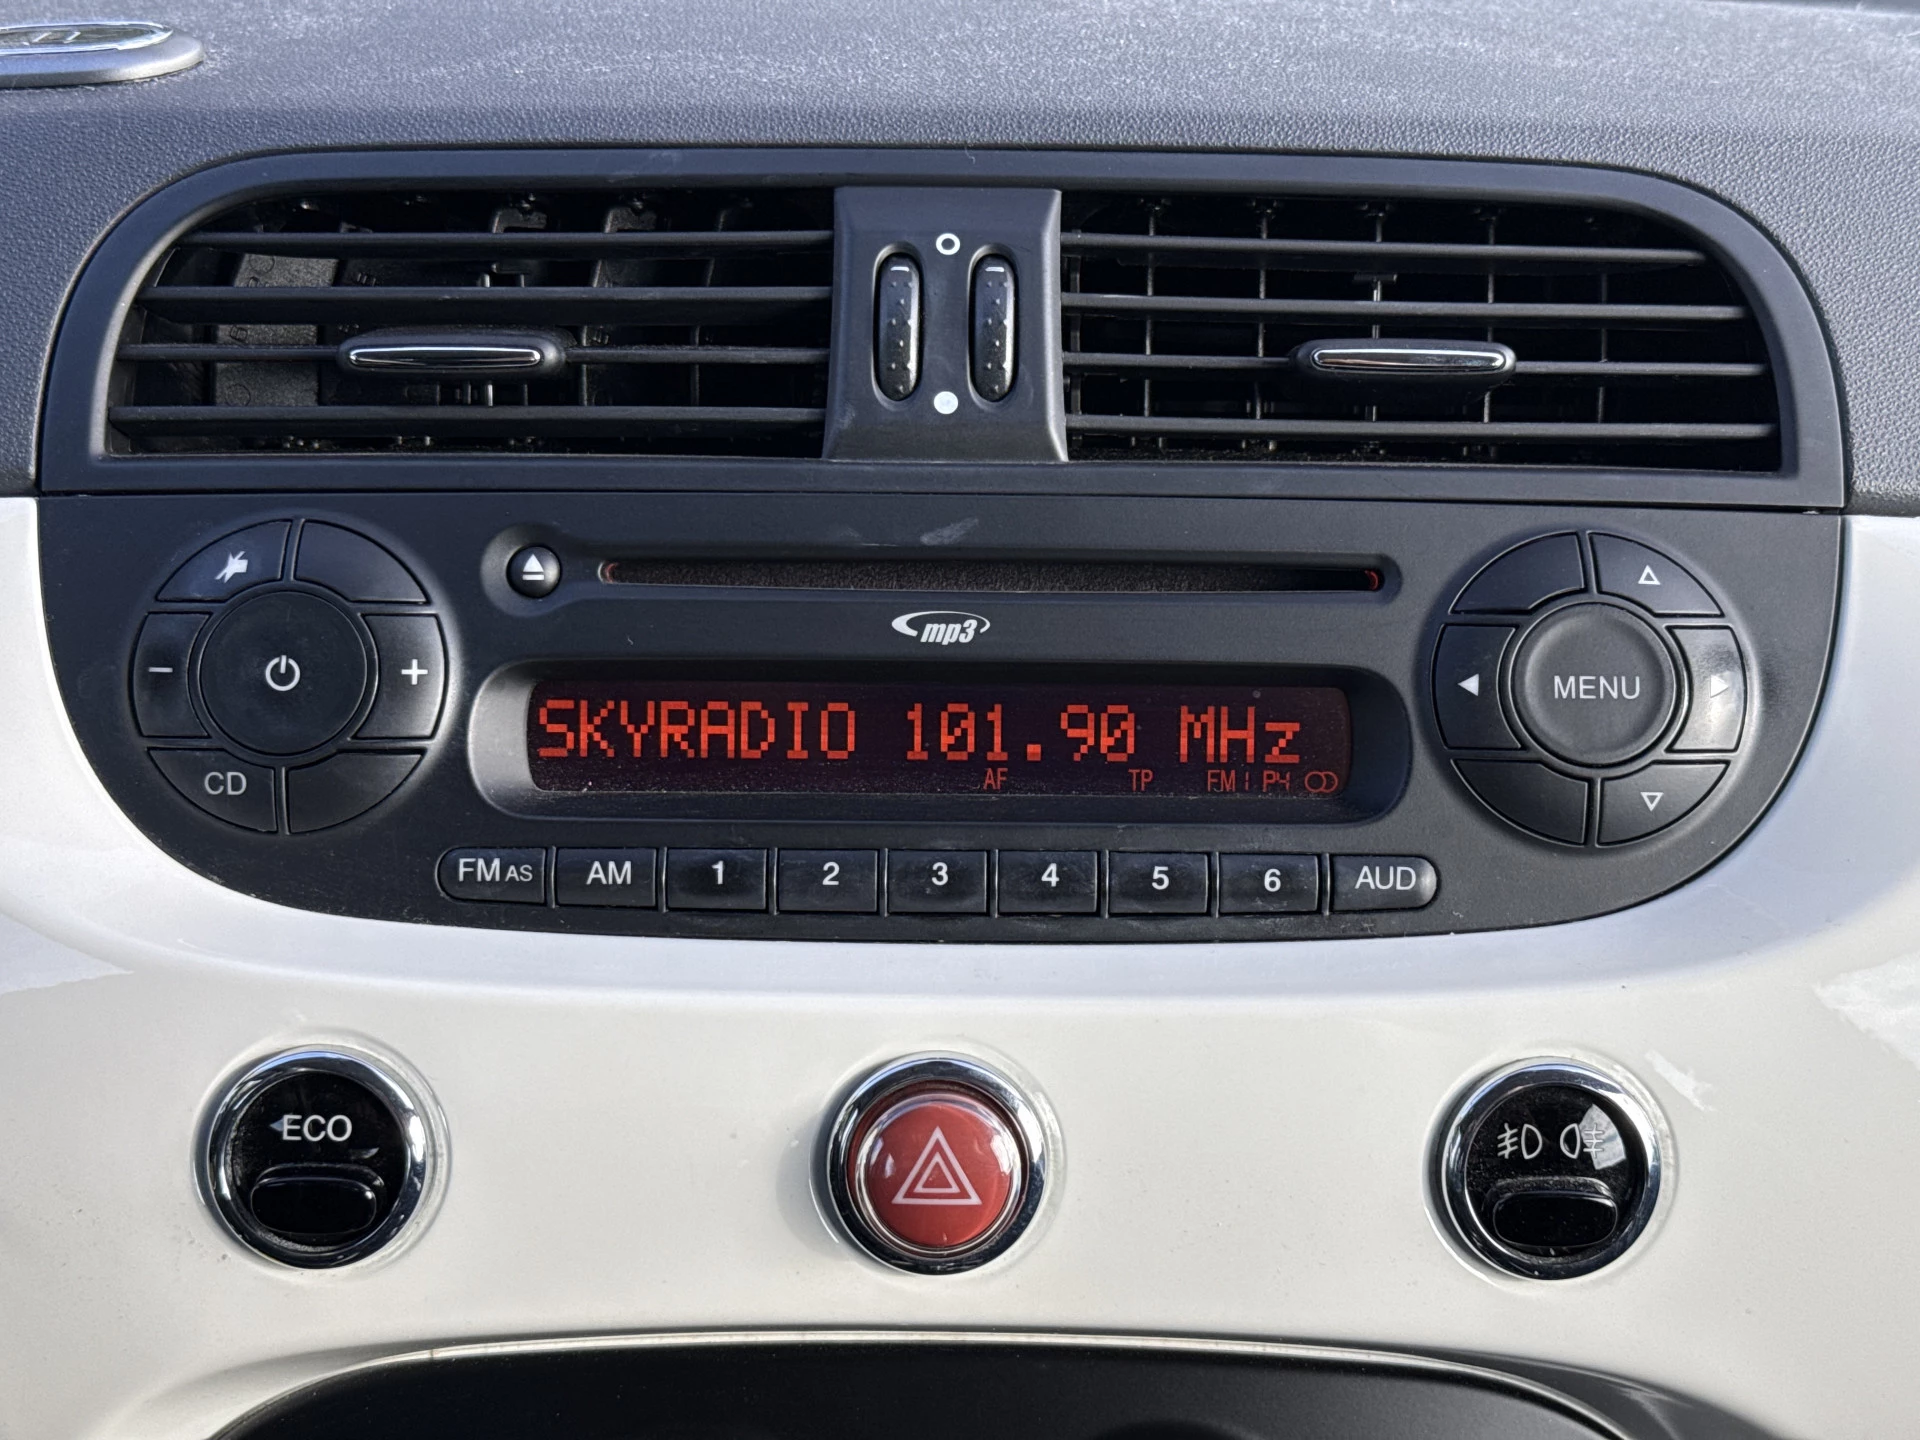 mp3
SKYRADIO 101.90 MHz
AF TP FM1 P4
CD
MENU
FM AS AM 1 2 3 4 5 6 AUD
ECO